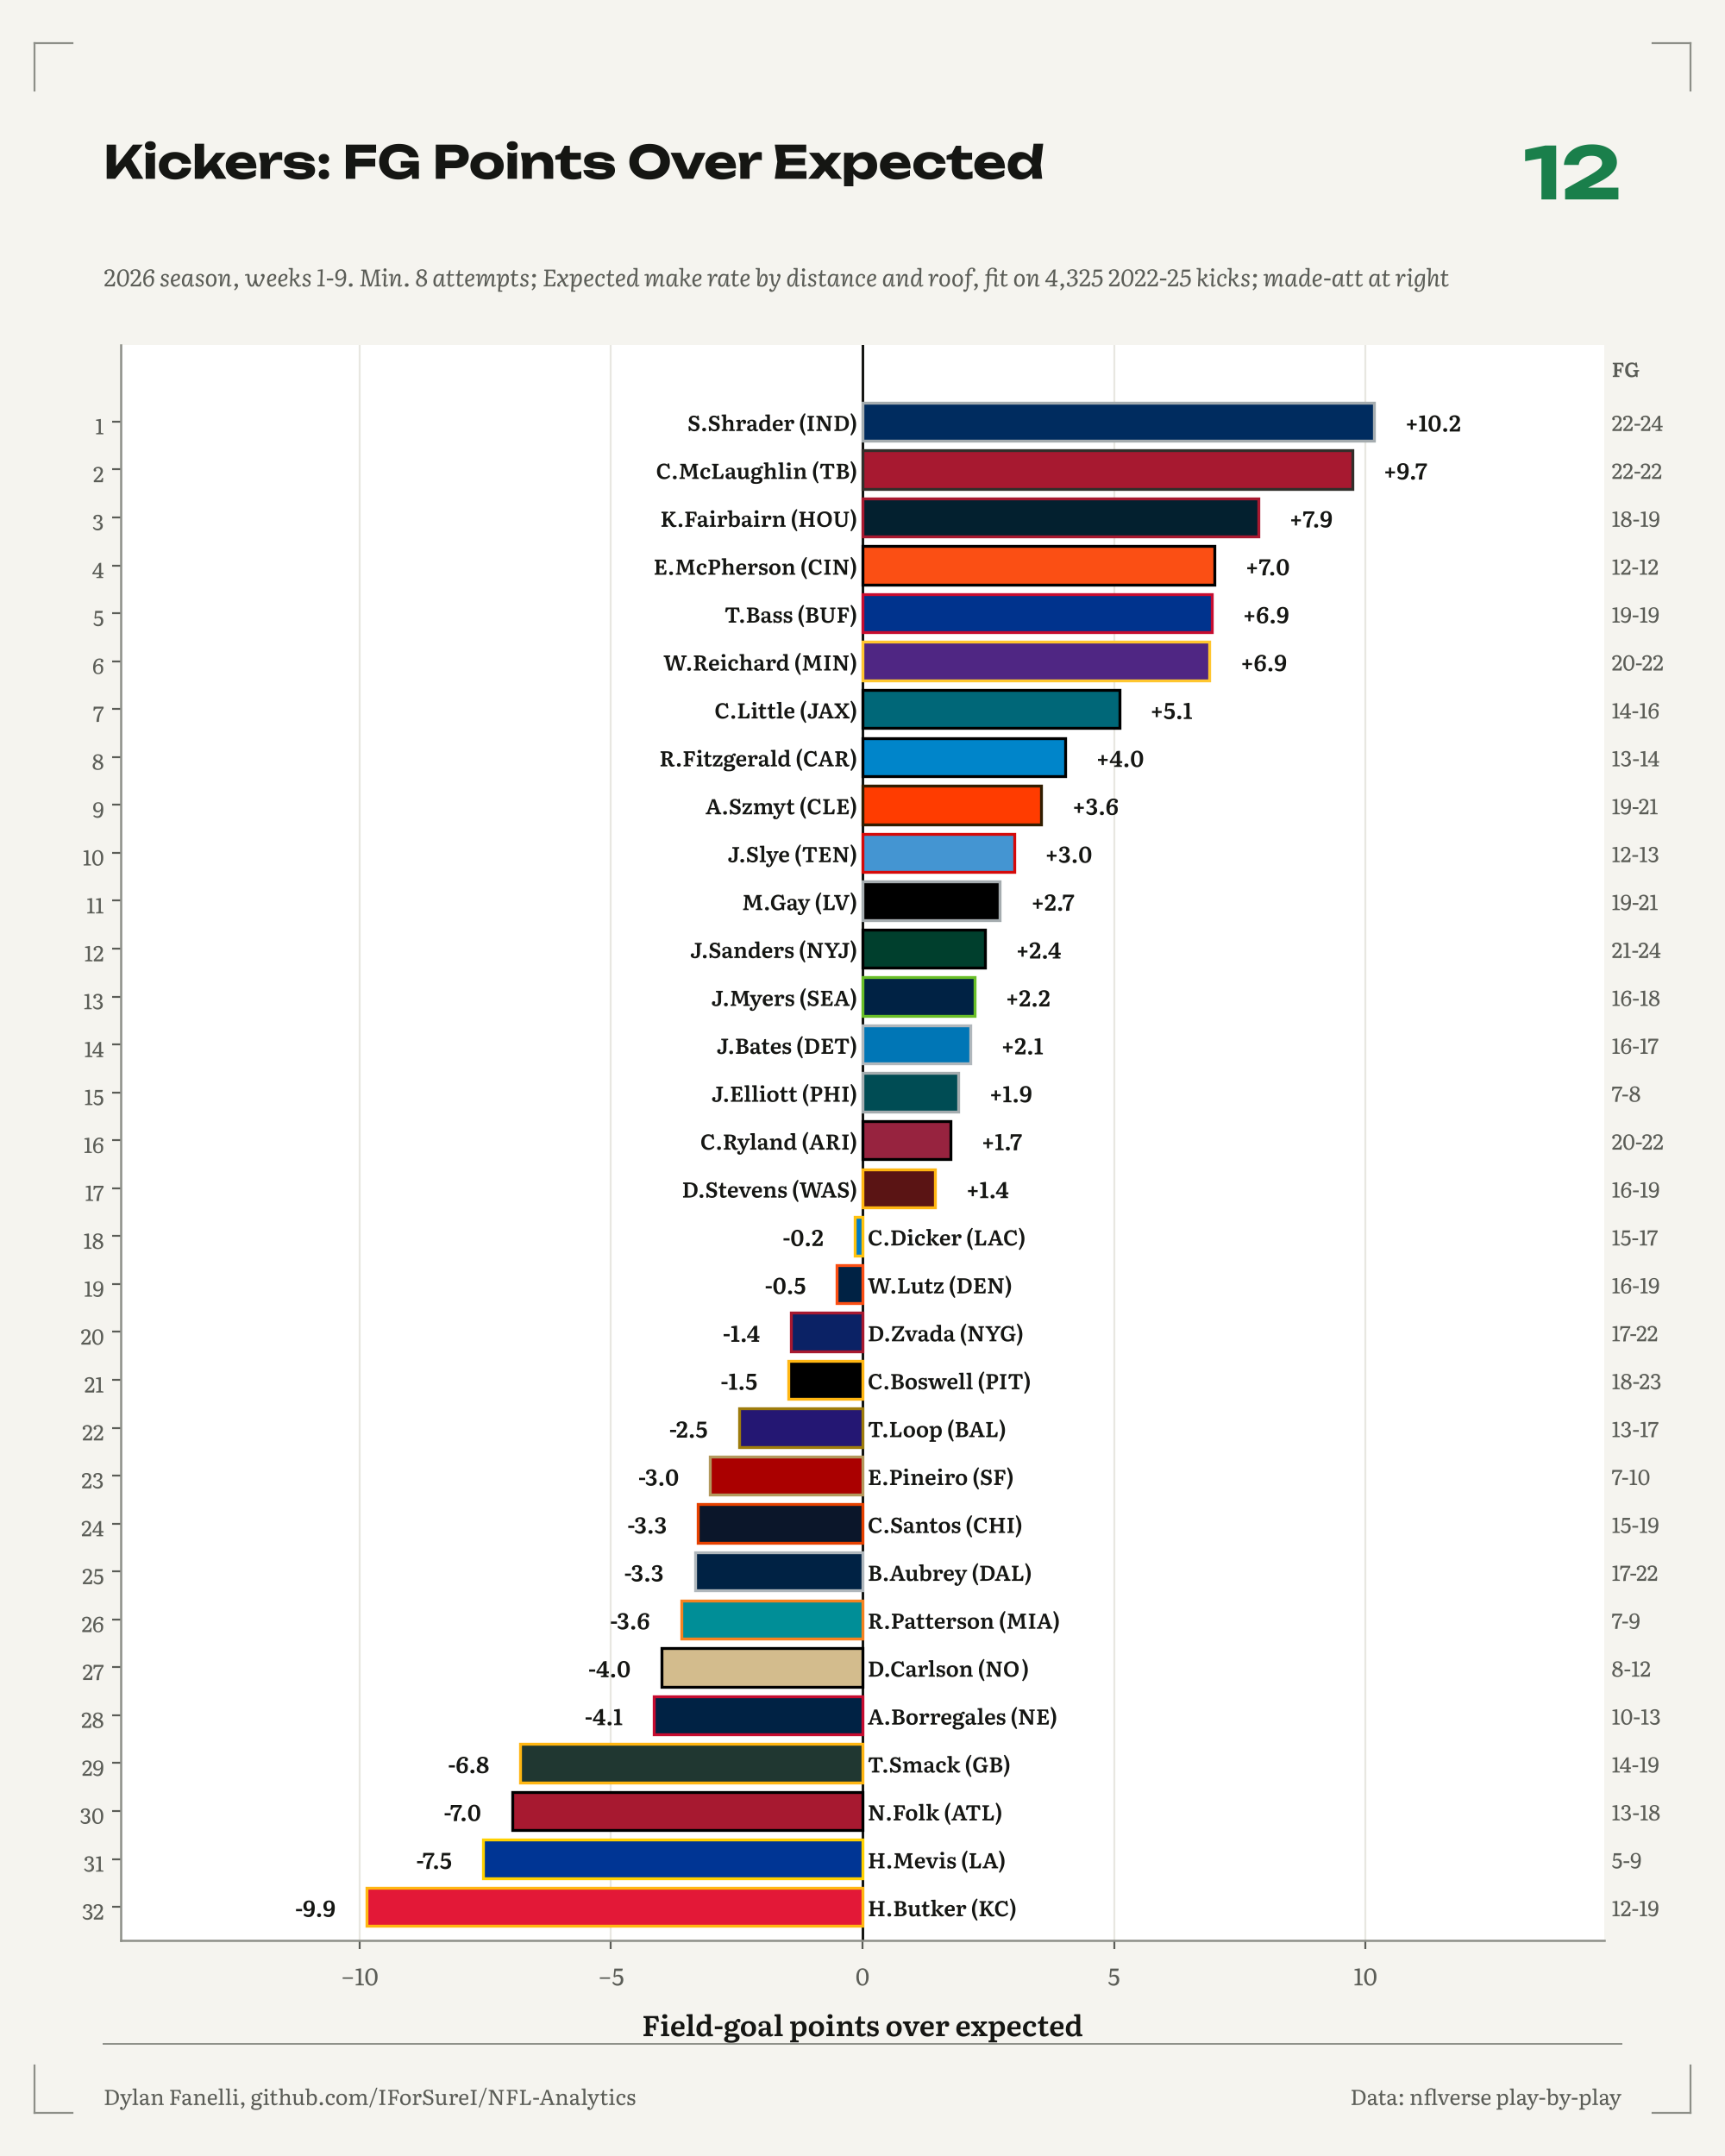 Kickers: FG Points Over Expected
12
2026 season, weeks 1-9. Min. 8 attempts; Expected make rate by distance and roof, fit on 4,325 2022-25 kicks; made-att at right
FG
1 S.Shrader (IND) +10.2 22-24
2 C.McLaughlin (TB) +9.7 22-22
3 K.Fairbairn (HOU) +7.9 18-19
4 E.McPherson (CIN) +7.0 12-12
5 T.Bass (BUF) +6.9 19-19
6 W.Reichard (MIN) +6.9 20-22
7 C.Little (JAX) +5.1 14-16
8 R.Fitzgerald (CAR) +4.0 13-14
9 A.Szmyt (CLE) +3.6 19-21
10 J.Slye (TEN) +3.0 12-13
11 M.Gay (LV) +2.7 19-21
12 J.Sanders (NYJ) +2.4 21-24
13 J.Myers (SEA) +2.2 16-18
14 J.Bates (DET) +2.1 16-17
15 J.Elliott (PHI) +1.9 7-8
16 C.Ryland (ARI) +1.7 20-22
17 D.Stevens (WAS) +1.4 16-19
18 -0.2 C.Dicker (LAC) 15-17
19 -0.5 W.Lutz (DEN) 16-19
20 -1.4 D.Zvada (NYG) 17-22
21 -1.5 C.Boswell (PIT) 18-23
22 -2.5 T.Loop (BAL) 13-17
23 -3.0 E.Pineiro (SF) 7-10
24 -3.3 C.Santos (CHI) 15-19
25 -3.3 B.Aubrey (DAL) 17-22
26 -3.6 R.Patterson (MIA) 7-9
27 -4.0 D.Carlson (NO) 8-12
28 -4.1 A.Borregales (NE) 10-13
29 -6.8 T.Smack (GB) 14-19
30 -7.0 N.Folk (ATL) 13-18
31 -7.5 H.Mevis (LA) 5-9
32 -9.9 H.Butker (KC) 12-19
−10 −5 0 5 10
Field-goal points over expected
Dylan Fanelli, github.com/IForSureI/NFL-Analytics
Data: nflverse play-by-play